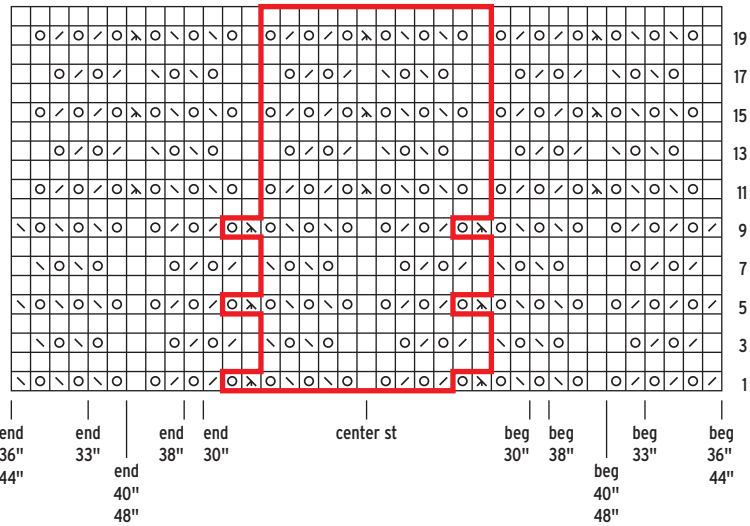 19
17
15
13
11
9
7
5
3
1
end 36" 44"
end 33"
end 40" 48"
end 38"
end 30"
center st
beg 30"
beg 38"
beg 40" 48"
beg 33"
beg 36" 44"